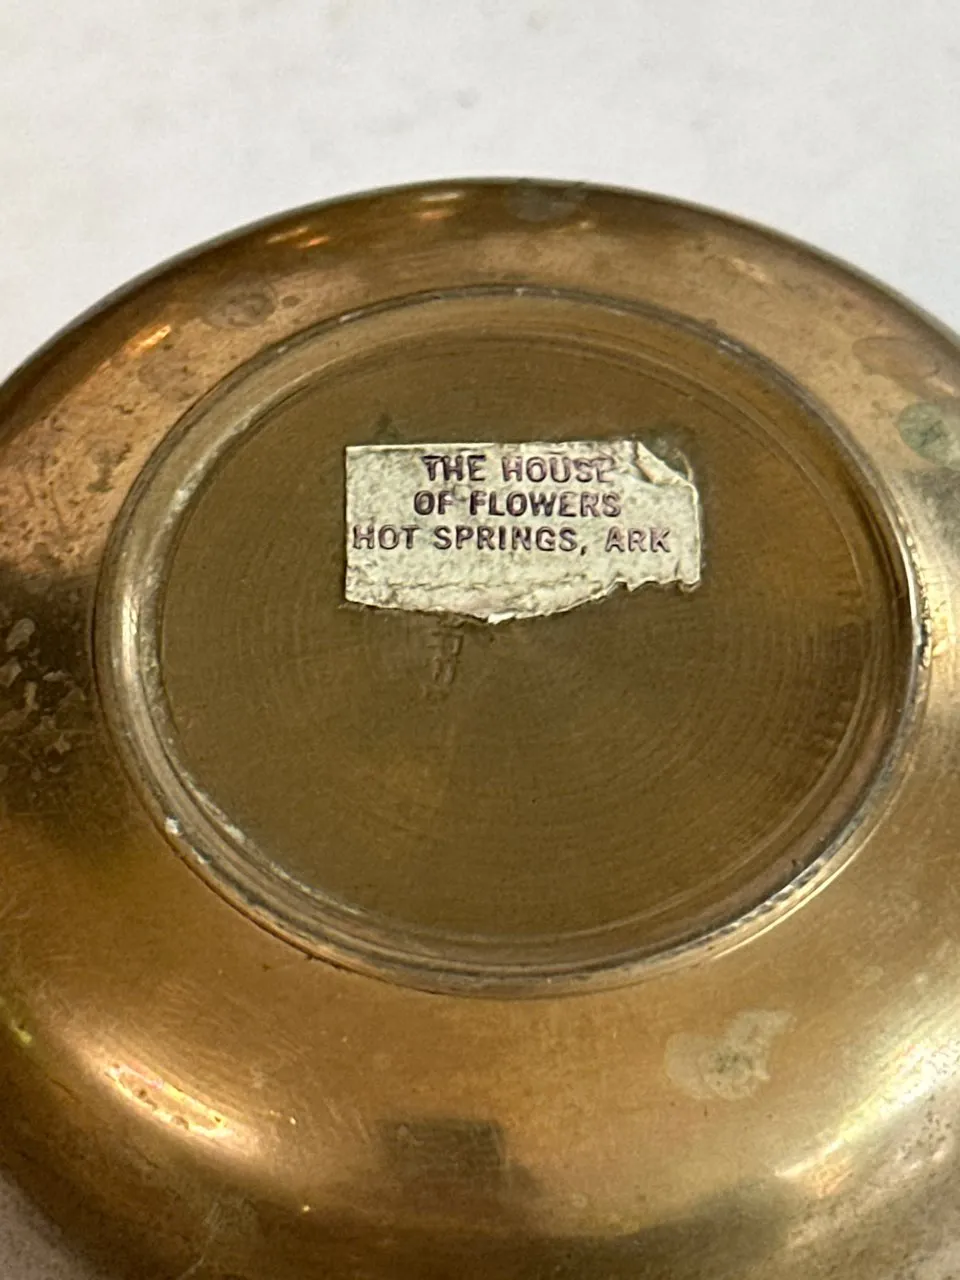 THE HOUSE
OF FLOWERS
HOT SPRINGS, ARK